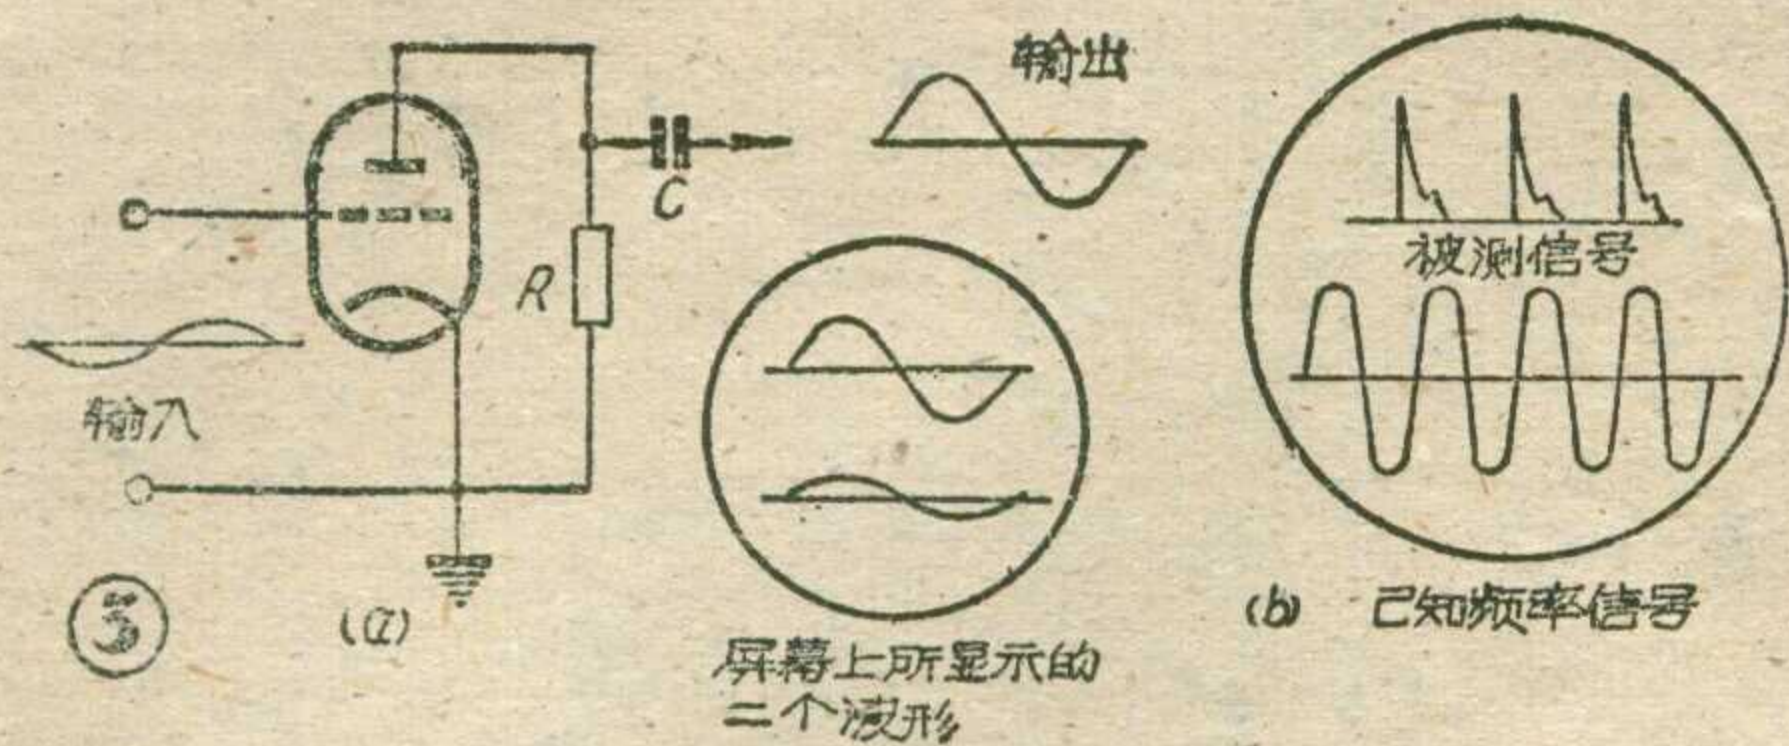 输出
C
R
输入
被测信号
③
(a)
屏幕上所显示的
二个波形
(b) 已知频率信号